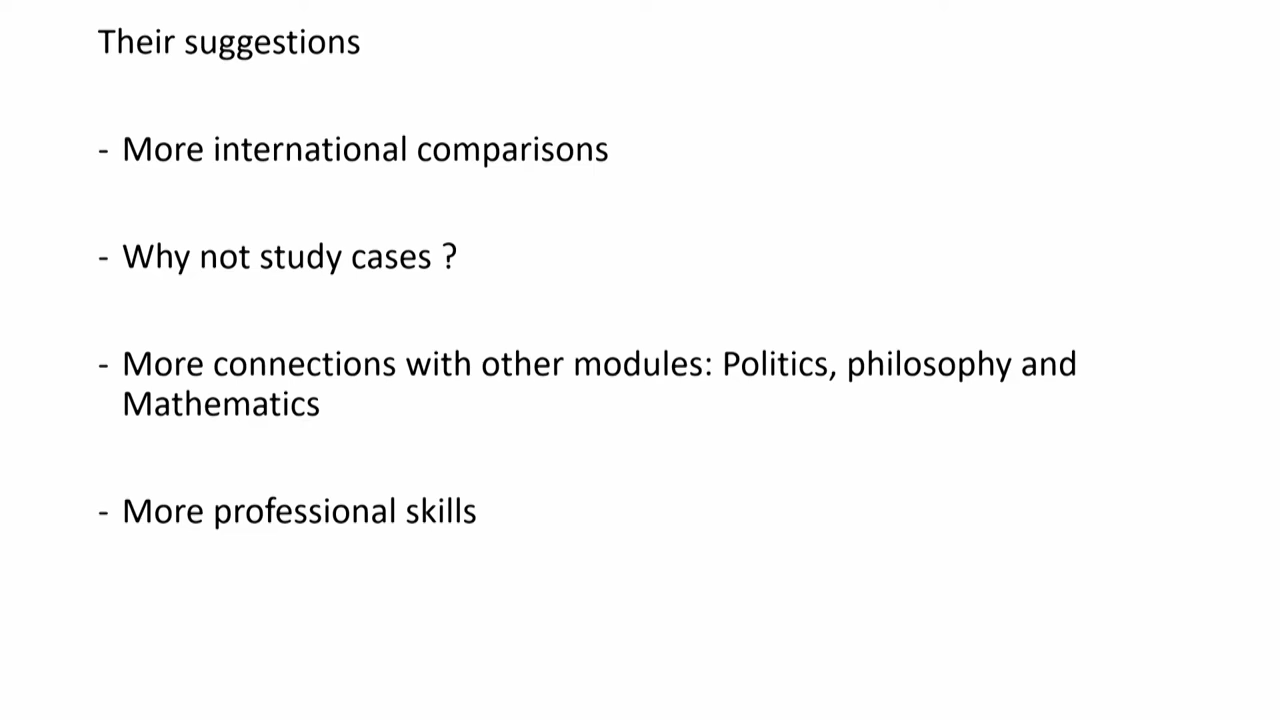 Their suggestions
- More international comparisons
- Why not study cases ?
- More connections with other modules: Politics, philosophy and
Mathematics
- More professional skills